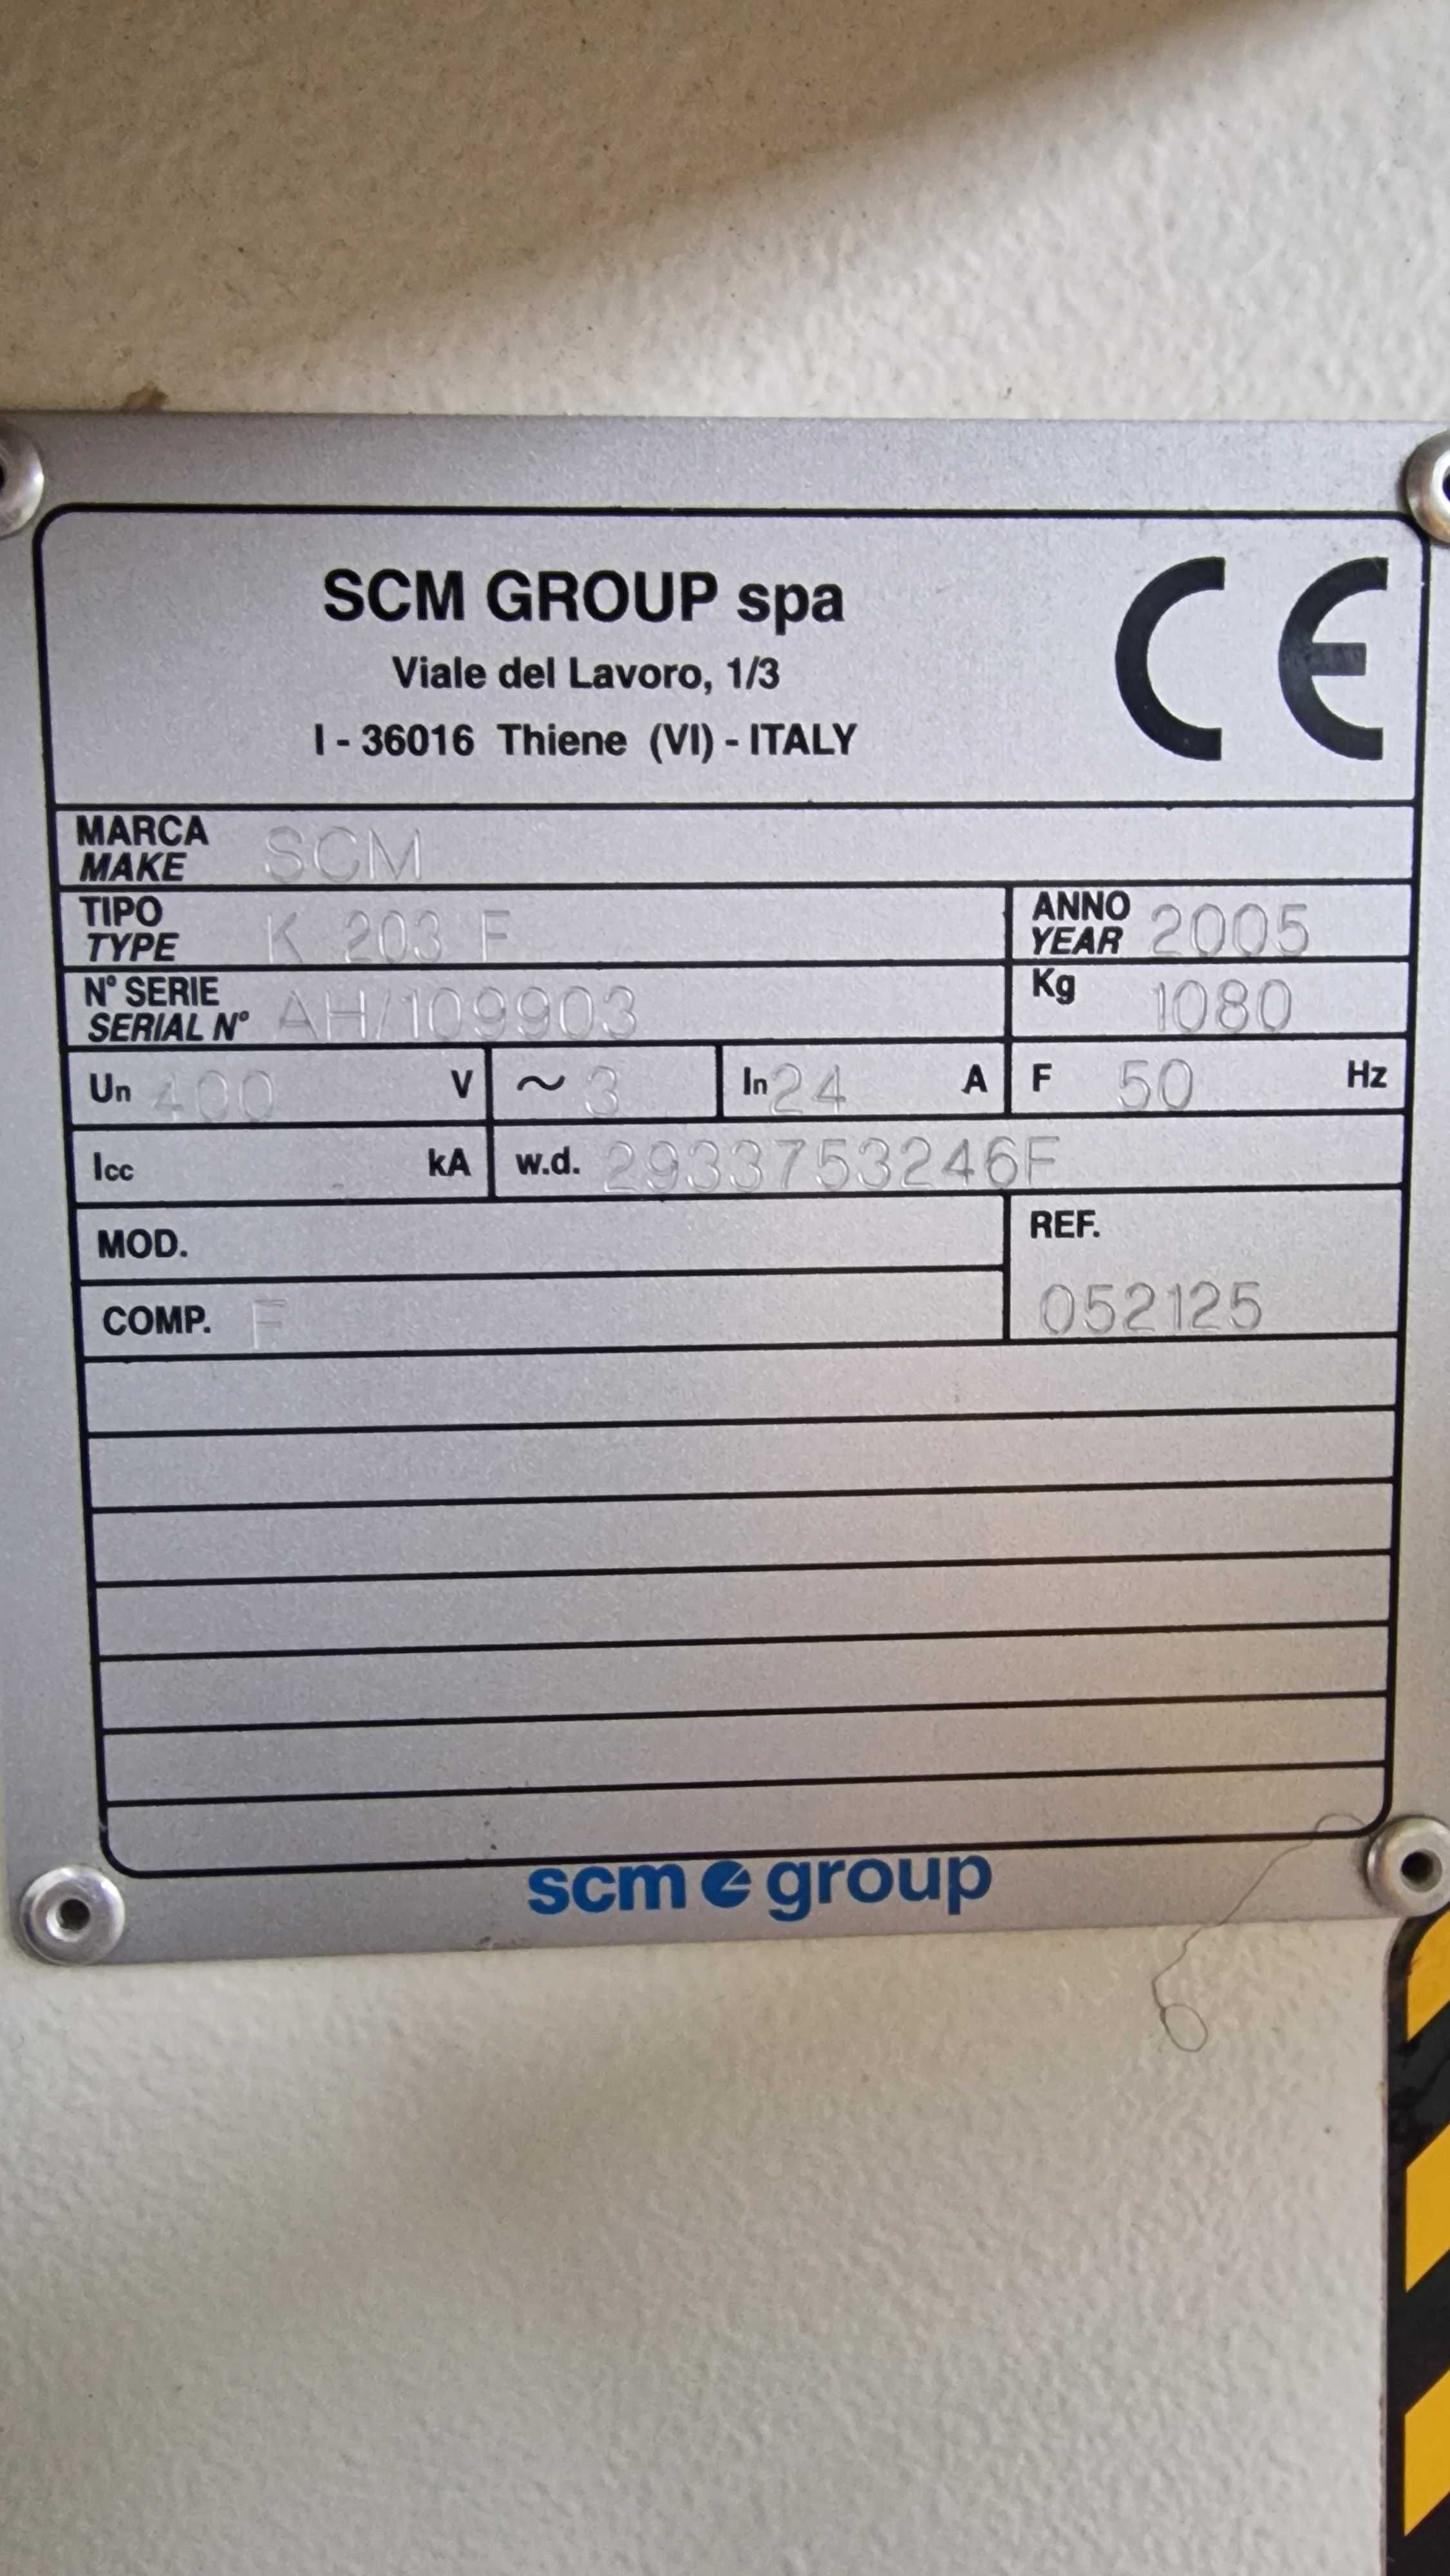 SCM GROUP spa
Viale del Lavoro, 1/3
I - 36016 Thiene (VI) - ITALY
CE
MARCA
MAKE SCM
TIPO
TYPE K 203 F
ANNO
YEAR 2005
N° SERIE
SERIAL N° AH/109903
Kg 1080
Un 400 V
~ 3
In 24 A
F 50 Hz
Icc kA
w.d. 2933753246F
MOD.
REF.
052125
COMP. F
scm group